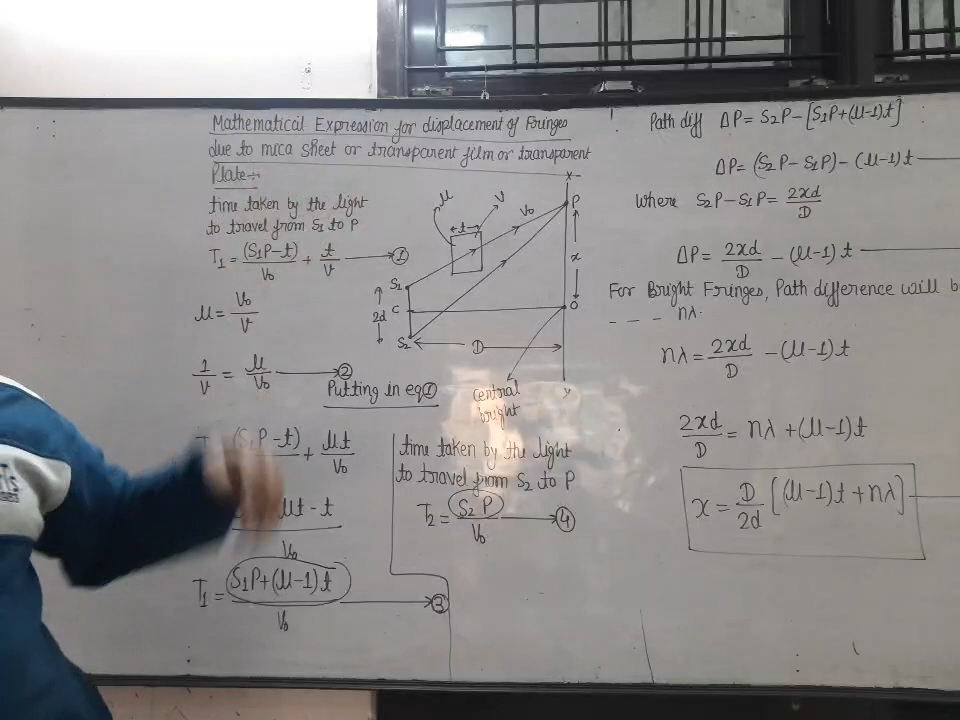 Mathematical Expression for displacement of Fringes
due to mica sheet or transparent film or transparent
Plate:-
time taken by the light
to travel from S₁ to P
T₁ = (S₁P-t)/V₀ + t/V ① 
μ = V₀/V
1/V = μ/V₀ ②
Putting in eq①
(S₁P-t) + μt/V₀
μt-t
V₀
T₁ = S₁P+(μ-1)t/V₀ ③
X
μ
V
V₀
P
t
S₁
x
2d
C
O
S₂
D
central
bright
Y
time taken by the light
to travel from S₂ to P
T₂ = S₂P/V₀ ④
Path diff ΔP = S₂P-[S₁P+(μ-1)t]
ΔP = (S₂P-S₁P)-(μ-1)t
Where S₂P-S₁P = 2xd/D
ΔP = 2xd/D - (μ-1)t
For Bright Fringes, Path difference will
- - - nλ.
nλ = 2xd/D - (μ-1)t
2xd/D = nλ+(μ-1)t
x = D/2d [(μ-1)t+nλ]